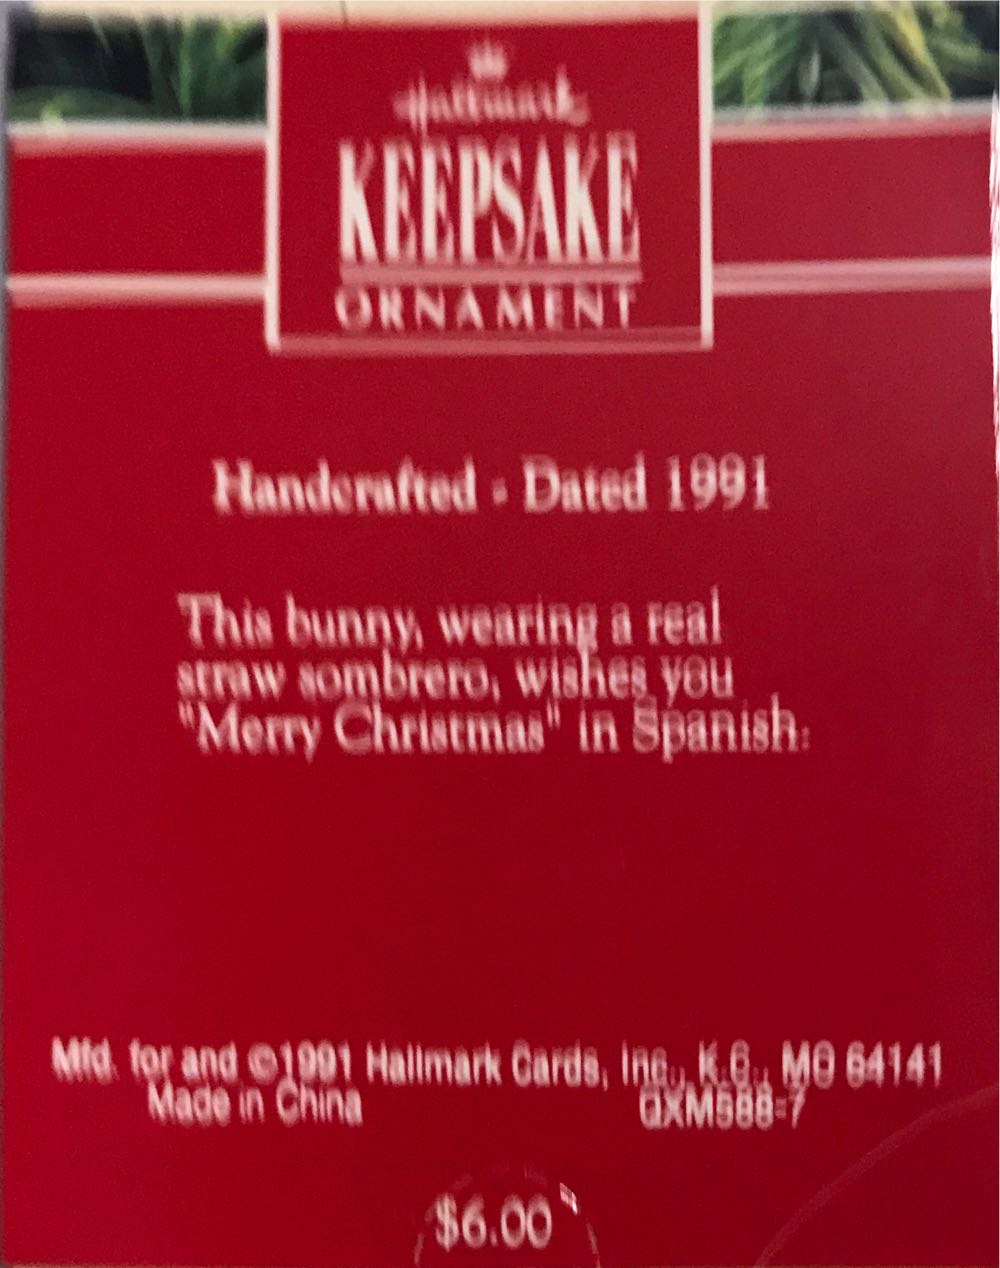 Hallmark
KEEPSAKE
ORNAMENT
Handcrafted • Dated 1991
This bunny, wearing a real
straw sombrero, wishes you
"Merry Christmas" in Spanish.
Mfd. for and ©1991 Hallmark Cards, Inc., K.C., MO 64141
Made in China
$6.00